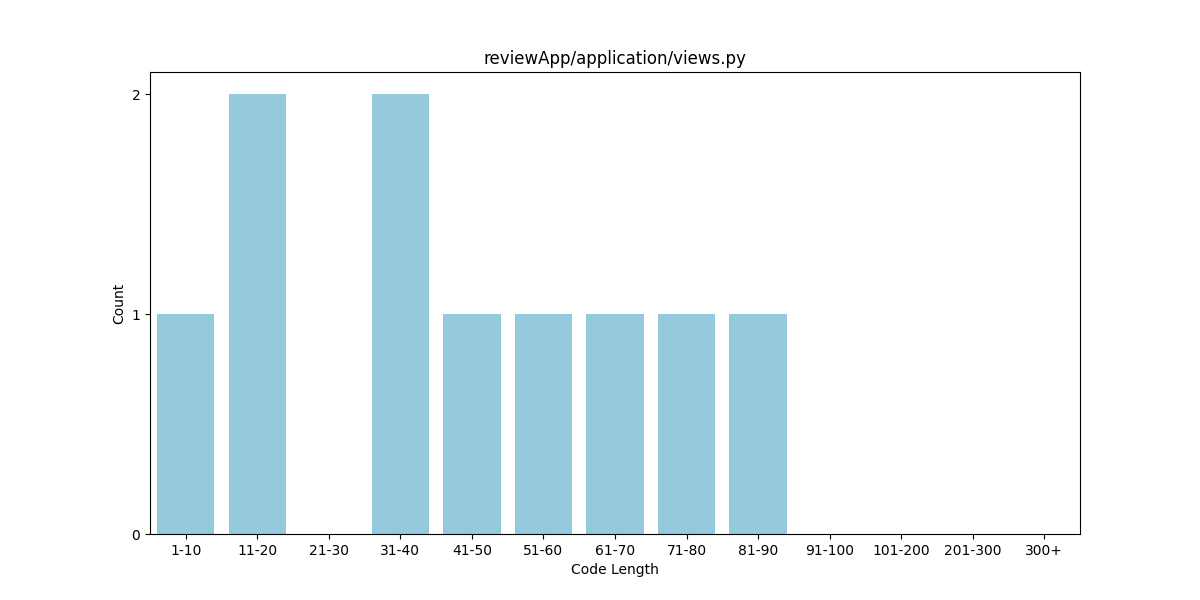 reviewApp/application/views.py
2
1
0
Count
1-10 11-20 21-30 31-40 41-50 51-60 61-70 71-80 81-90 91-100 101-200 201-300 300+
Code Length